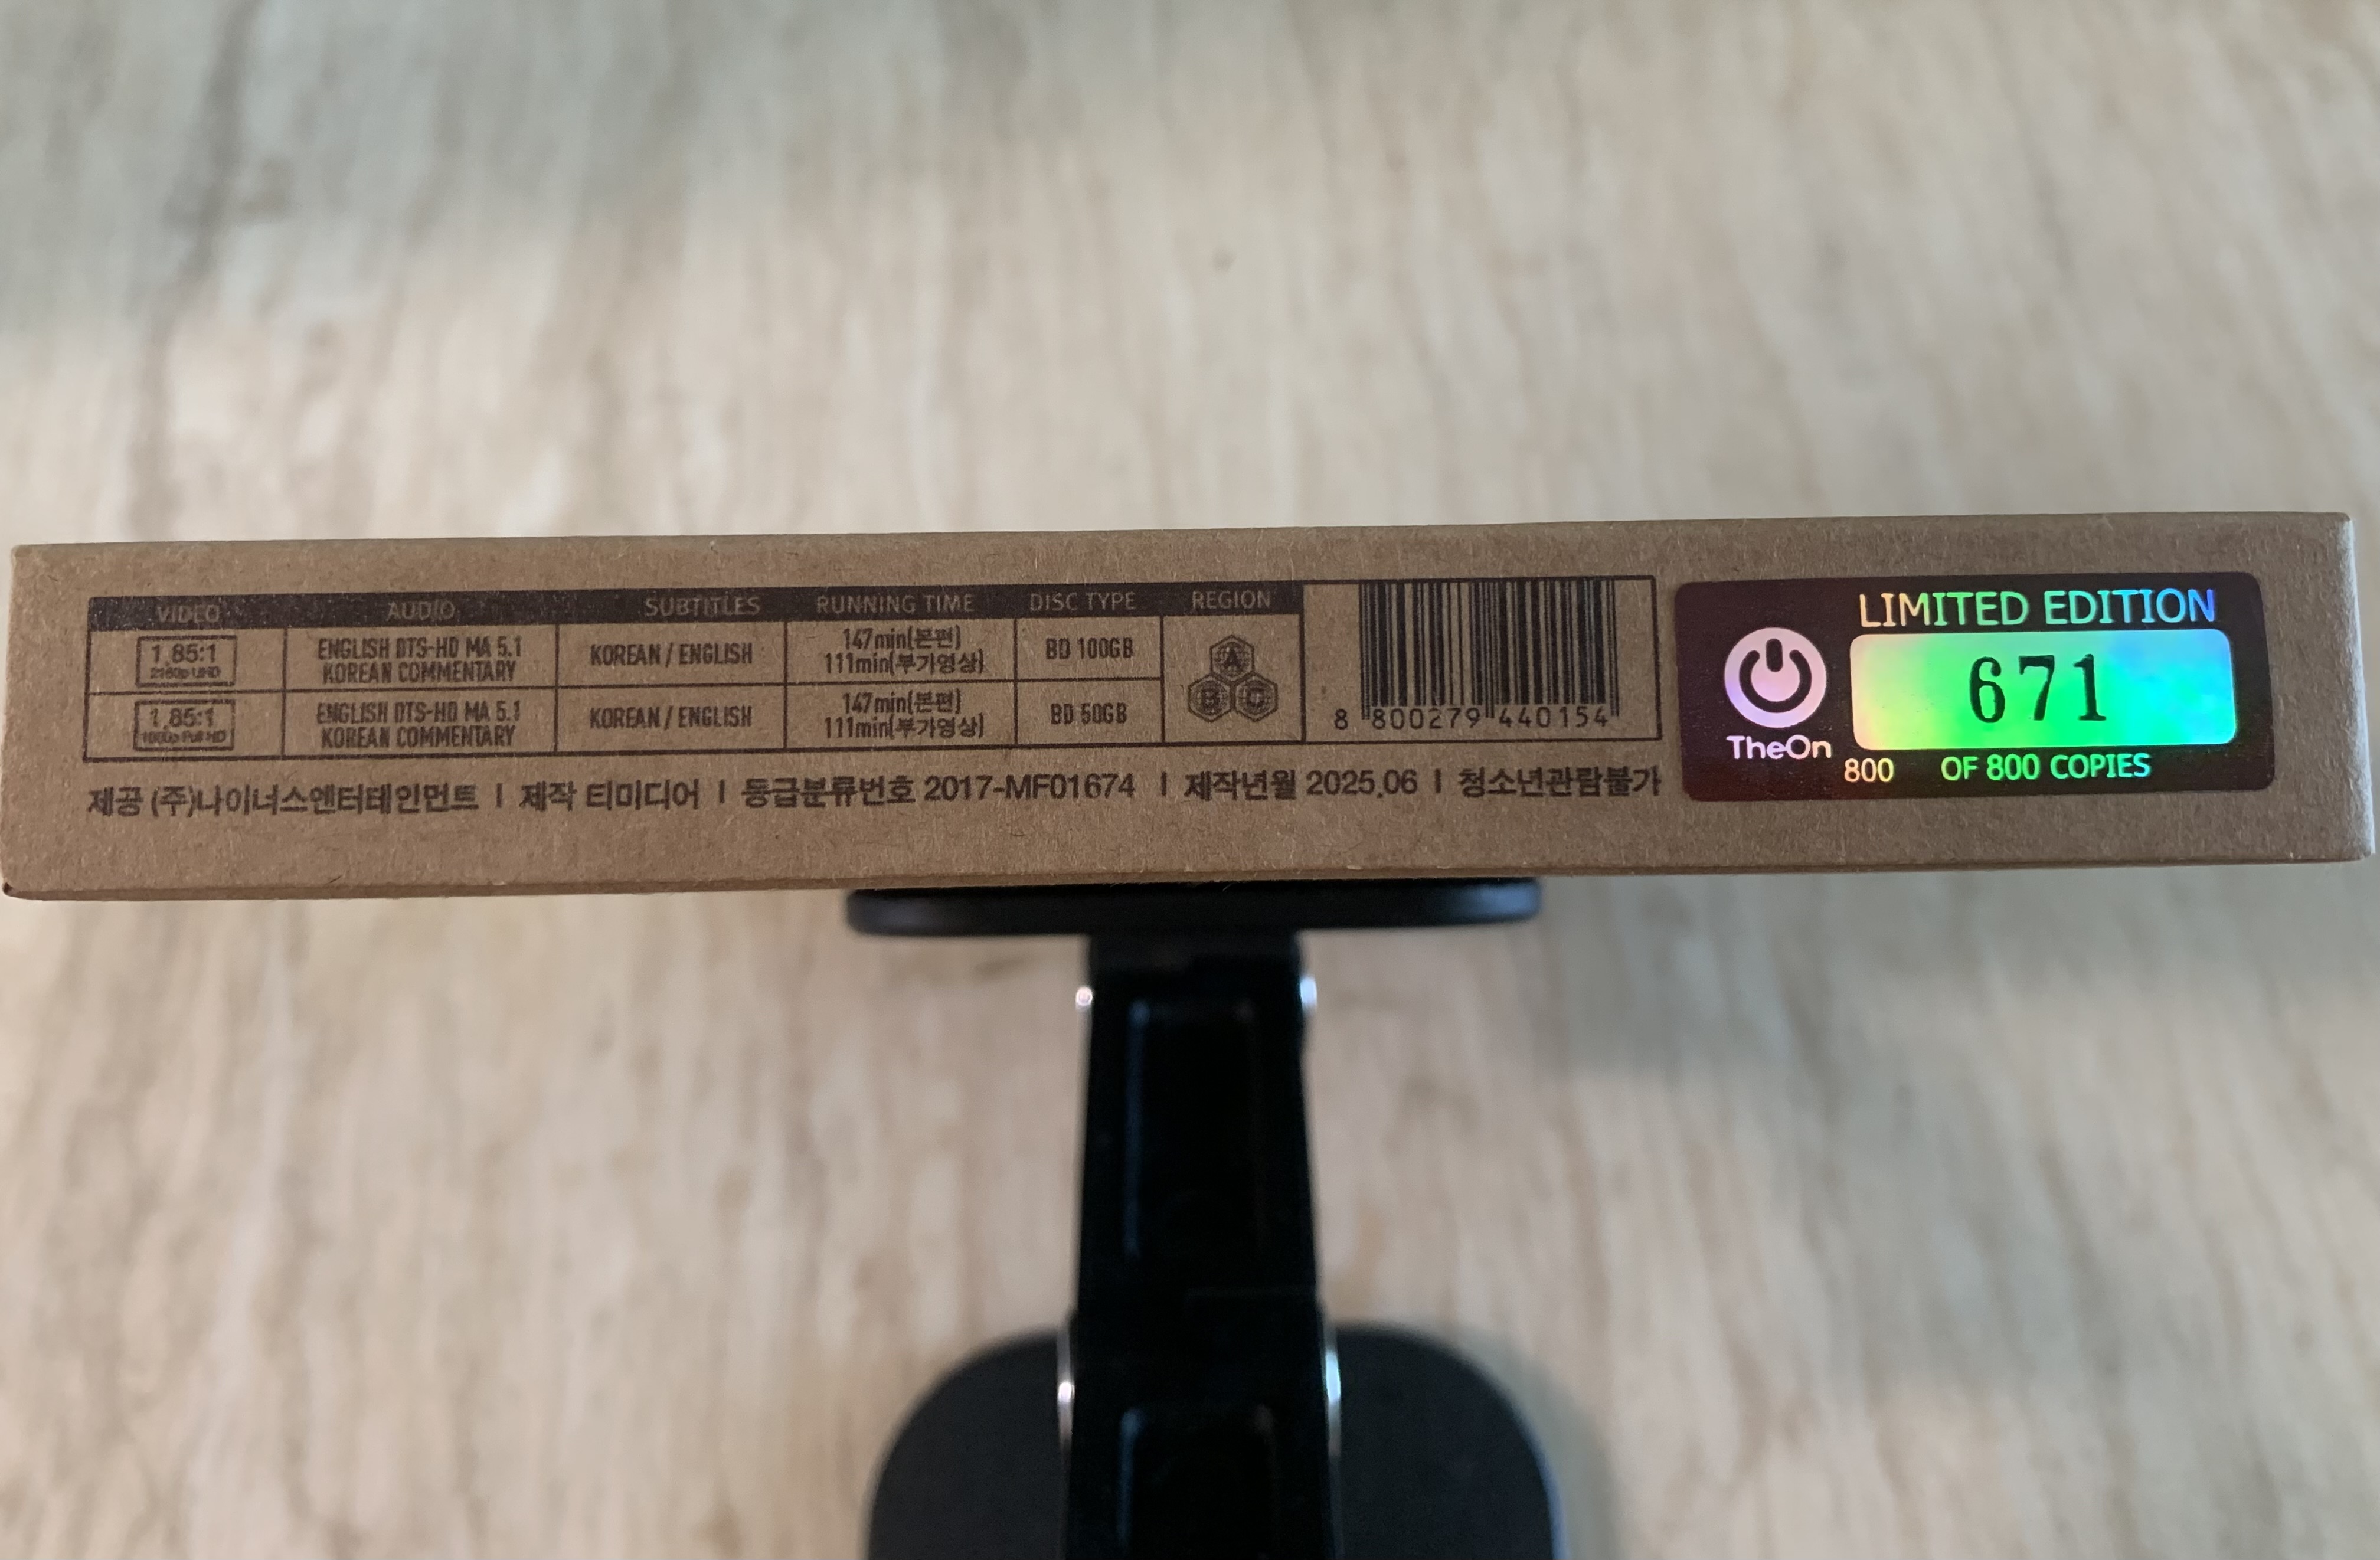 VIDEO AUDIO SUBTITLES RUNNING TIME DISC TYPE REGION
1.85:1
2160p UHD
ENGLISH DTS-HD MA 5.1
KOREAN COMMENTARY
KOREAN / ENGLISH
147min(본편)
111min(부가영상)
BD 100GB
1.85:1
1080p Full HD
ENGLISH DTS-HD MA 5.1
KOREAN COMMENTARY
KOREAN / ENGLISH
147min(본편)
111min(부가영상)
BD 50GB
A
B C
8 800279 440154
제공 (주)나이너스엔터테인먼트 I 제작 티미디어 I 등급분류번호 2017-MF01674 I 제작년월 2025.06 I 청소년관람불가
LIMITED EDITION
671
TheOn
800 OF 800 COPIES